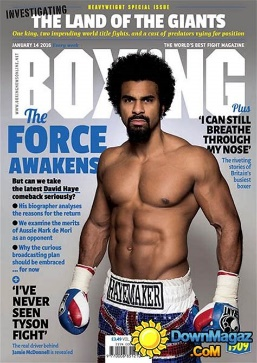 HEAVYWEIGHT SPECIAL ISSUE
INVESTIGATING
THE LAND OF THE GIANTS
One king, two impending world title fights, and a cast of predators vying for position
JANUARY 14 2016
THE WORLD'S BEST FIGHT MAGAZINE
BOXING
The
FORCE
AWAKENS
But can we take
the latest David Haye
comeback seriously?
• His biographer analyses
the reasons for the return
• We examine the merits
of Aussie Mark de Mori
as an opponent
• Why the curious
broadcasting plan
should be embraced
... for now
+
'I'VE
NEVER
SEEN
TYSON
FIGHT'
The real driver behind
Jamie McDonnell is revealed
Plus
'I CAN STILL
BREATHE
THROUGH
MY NOSE'
The riveting
stories of
Britain's
busiest
boxer
HAYEMAKER
£3.49
1909
DownMagaz
.Com